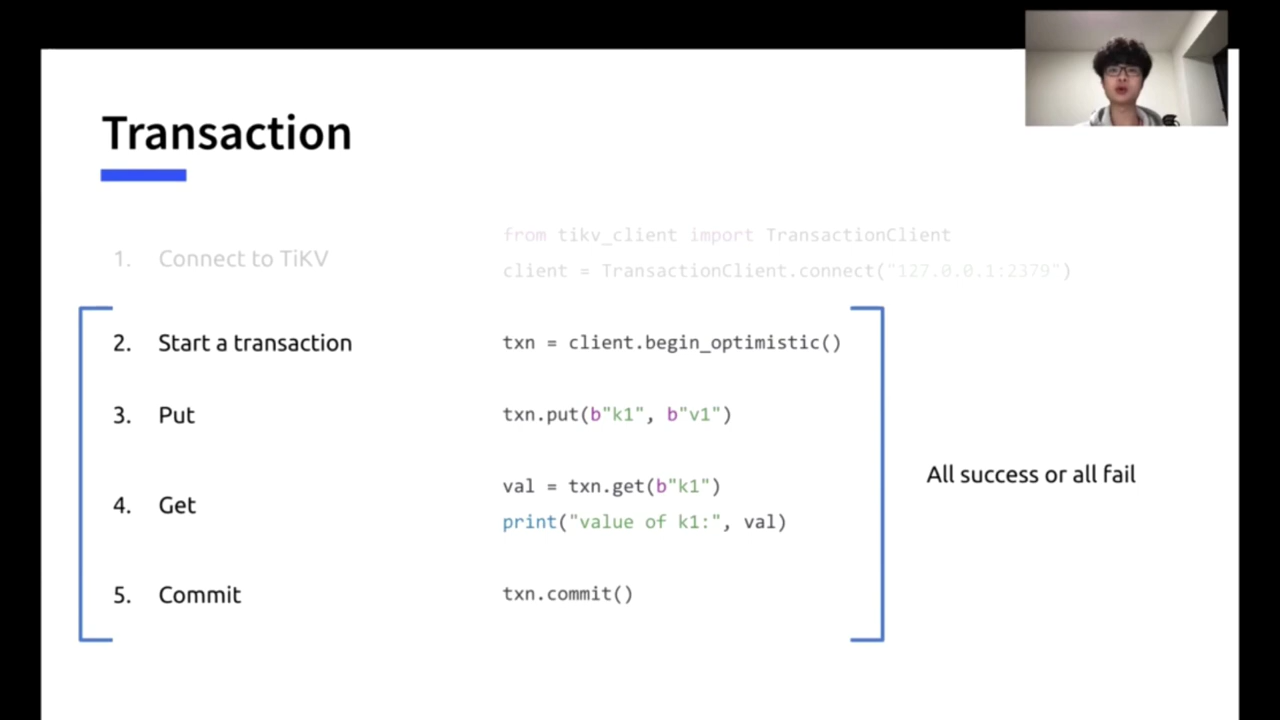 Transaction
1. Connect to TiKV
from tikv_client import TransactionClient
client = TransactionClient.connect("127.0.0.1:2379")
2. Start a transaction
txn = client.begin_optimistic()
3. Put
txn.put(b"k1", b"v1")
4. Get
val = txn.get(b"k1")
print("value of k1:", val)
5. Commit
txn.commit()
All success or all fail